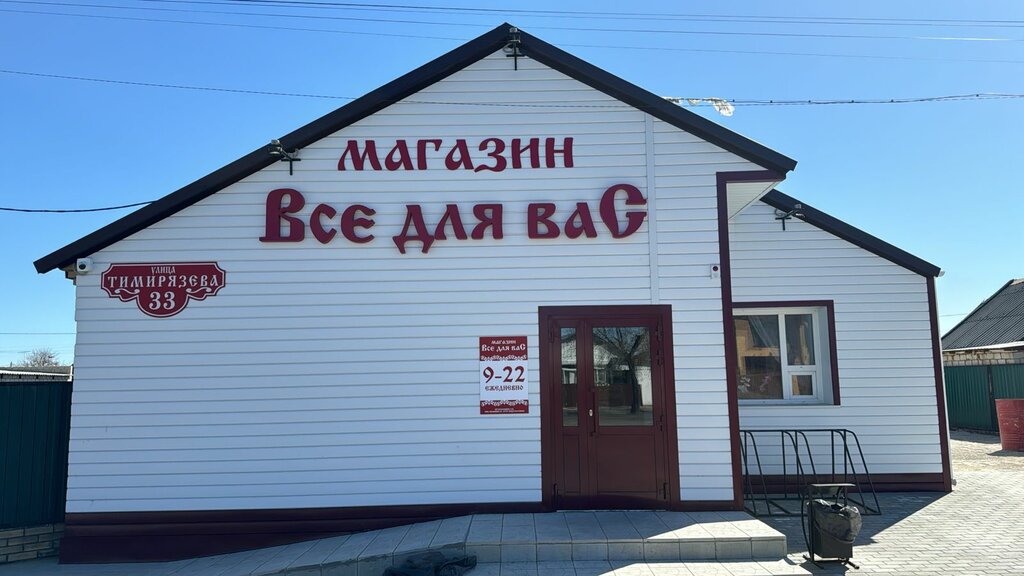 магазин
Все для ваС
улица
Тимирязева
33
магазин
Все для ваС
9-22
ежедневно